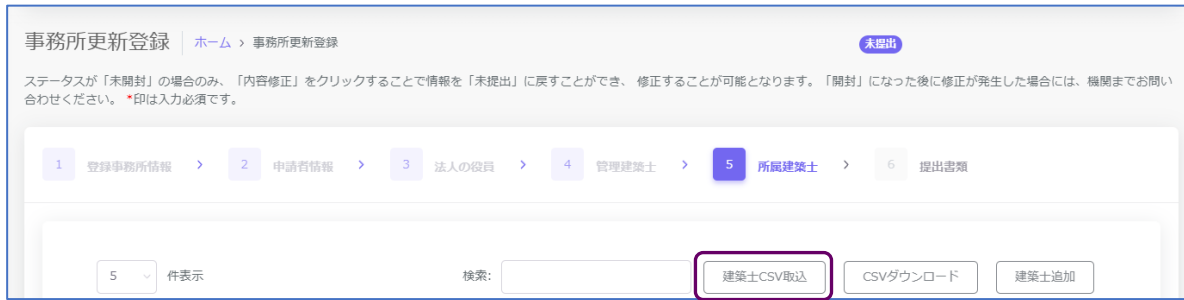 事務所更新登録 ホーム > 事務所更新登録 未提出
ステータスが「未開封」の場合のみ、「内容修正」をクリックすることで情報を「未提出」に戻すことができ、 修正することが可能となります。「開封」になった後に修正が発生した場合には、機関までお問い
合わせください。 *印は入力必須です。
1 登録事務所情報 > 2 申請者情報 > 3 法人の役員 > 4 管理建築士 > 5 所属建築士 > 6 提出書類
5 件表示 検索: 建築士CSV取込 CSVダウンロード 建築士追加